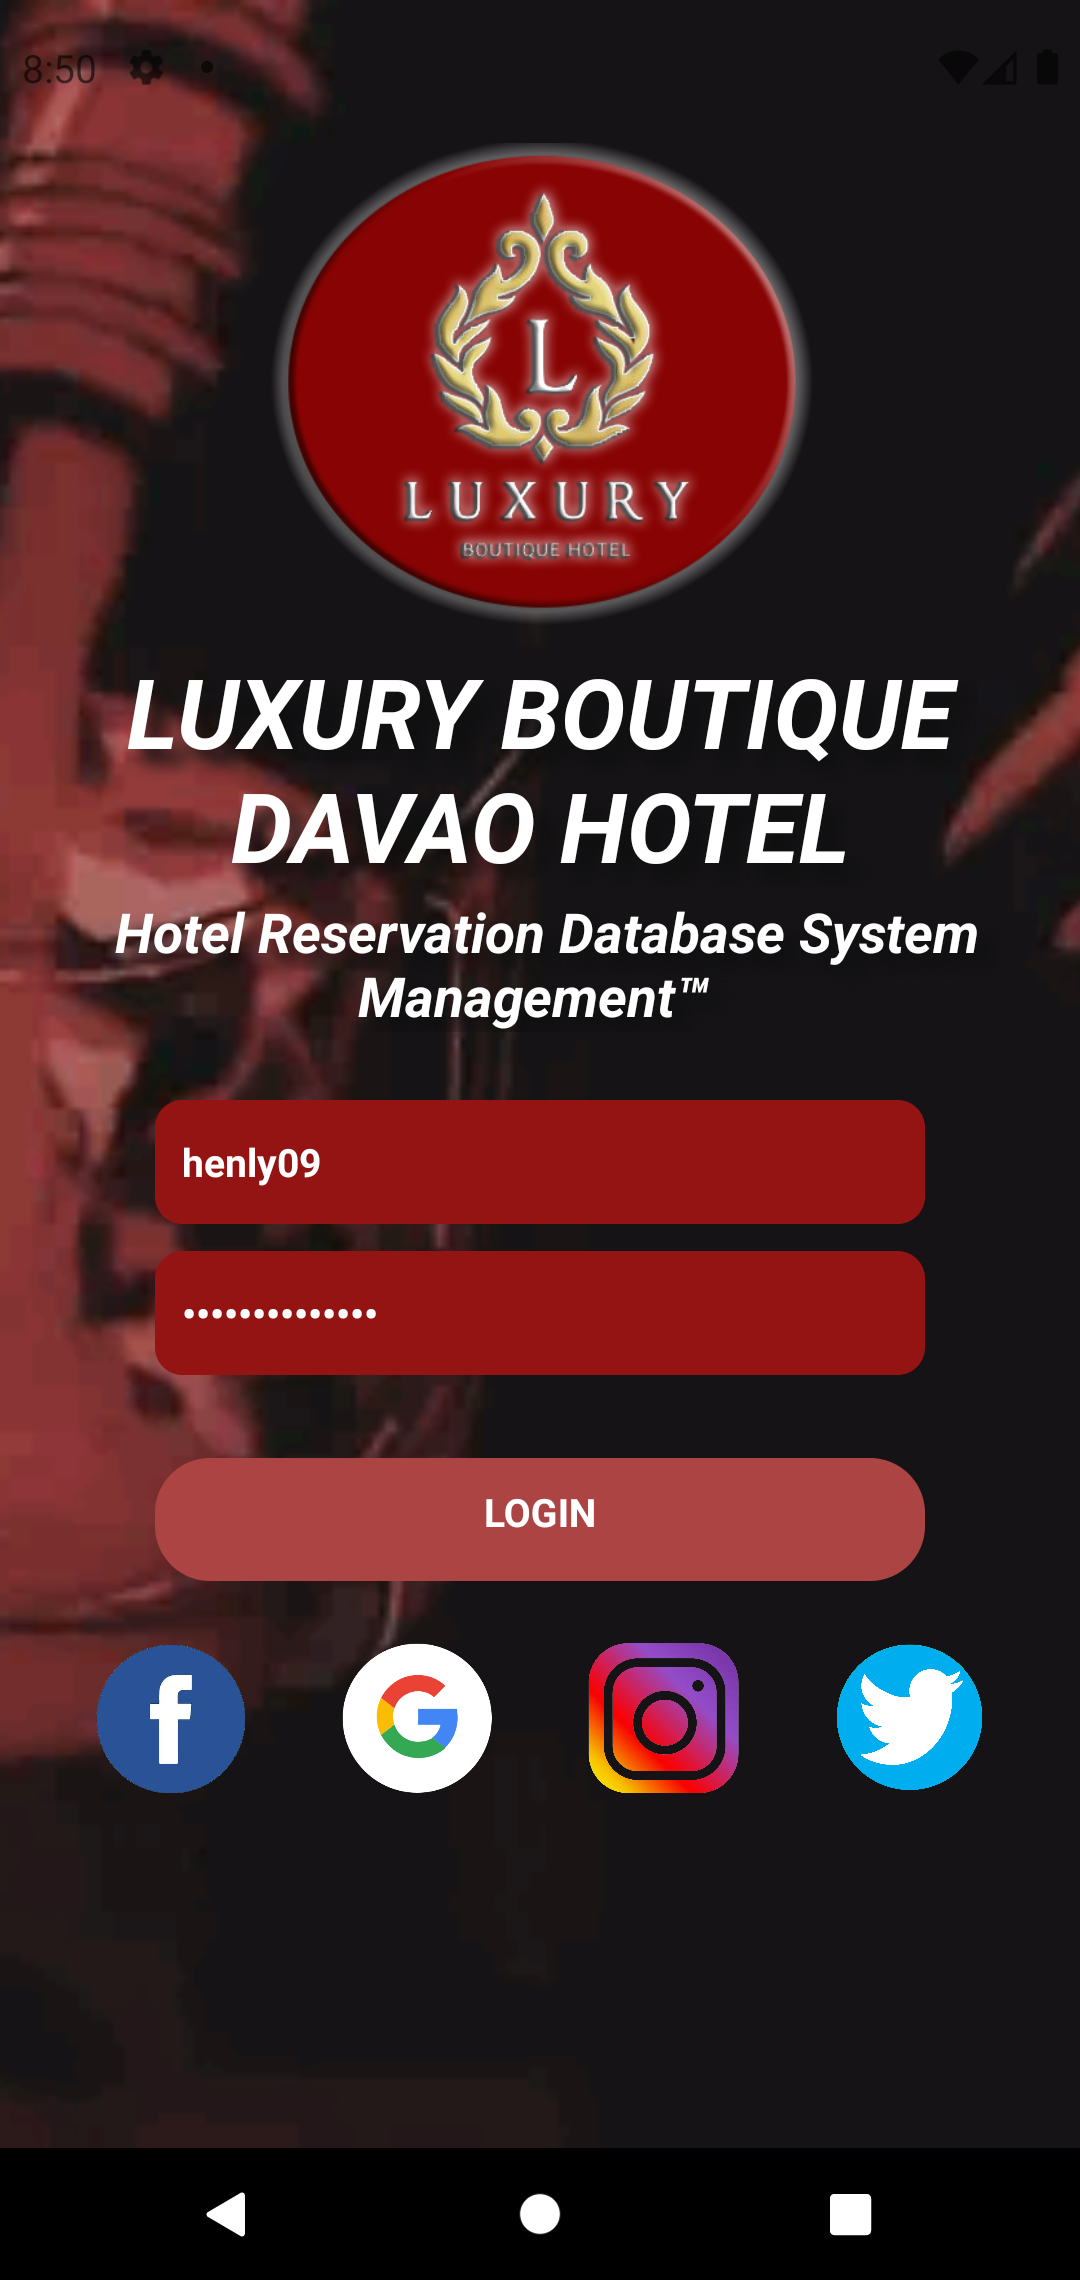 8:50
L
LUXURY
BOUTIQUE HOTEL
LUXURY BOUTIQUE
DAVAO HOTEL
Hotel Reservation Database System
Management™
henly09
••••••••••••••
LOGIN